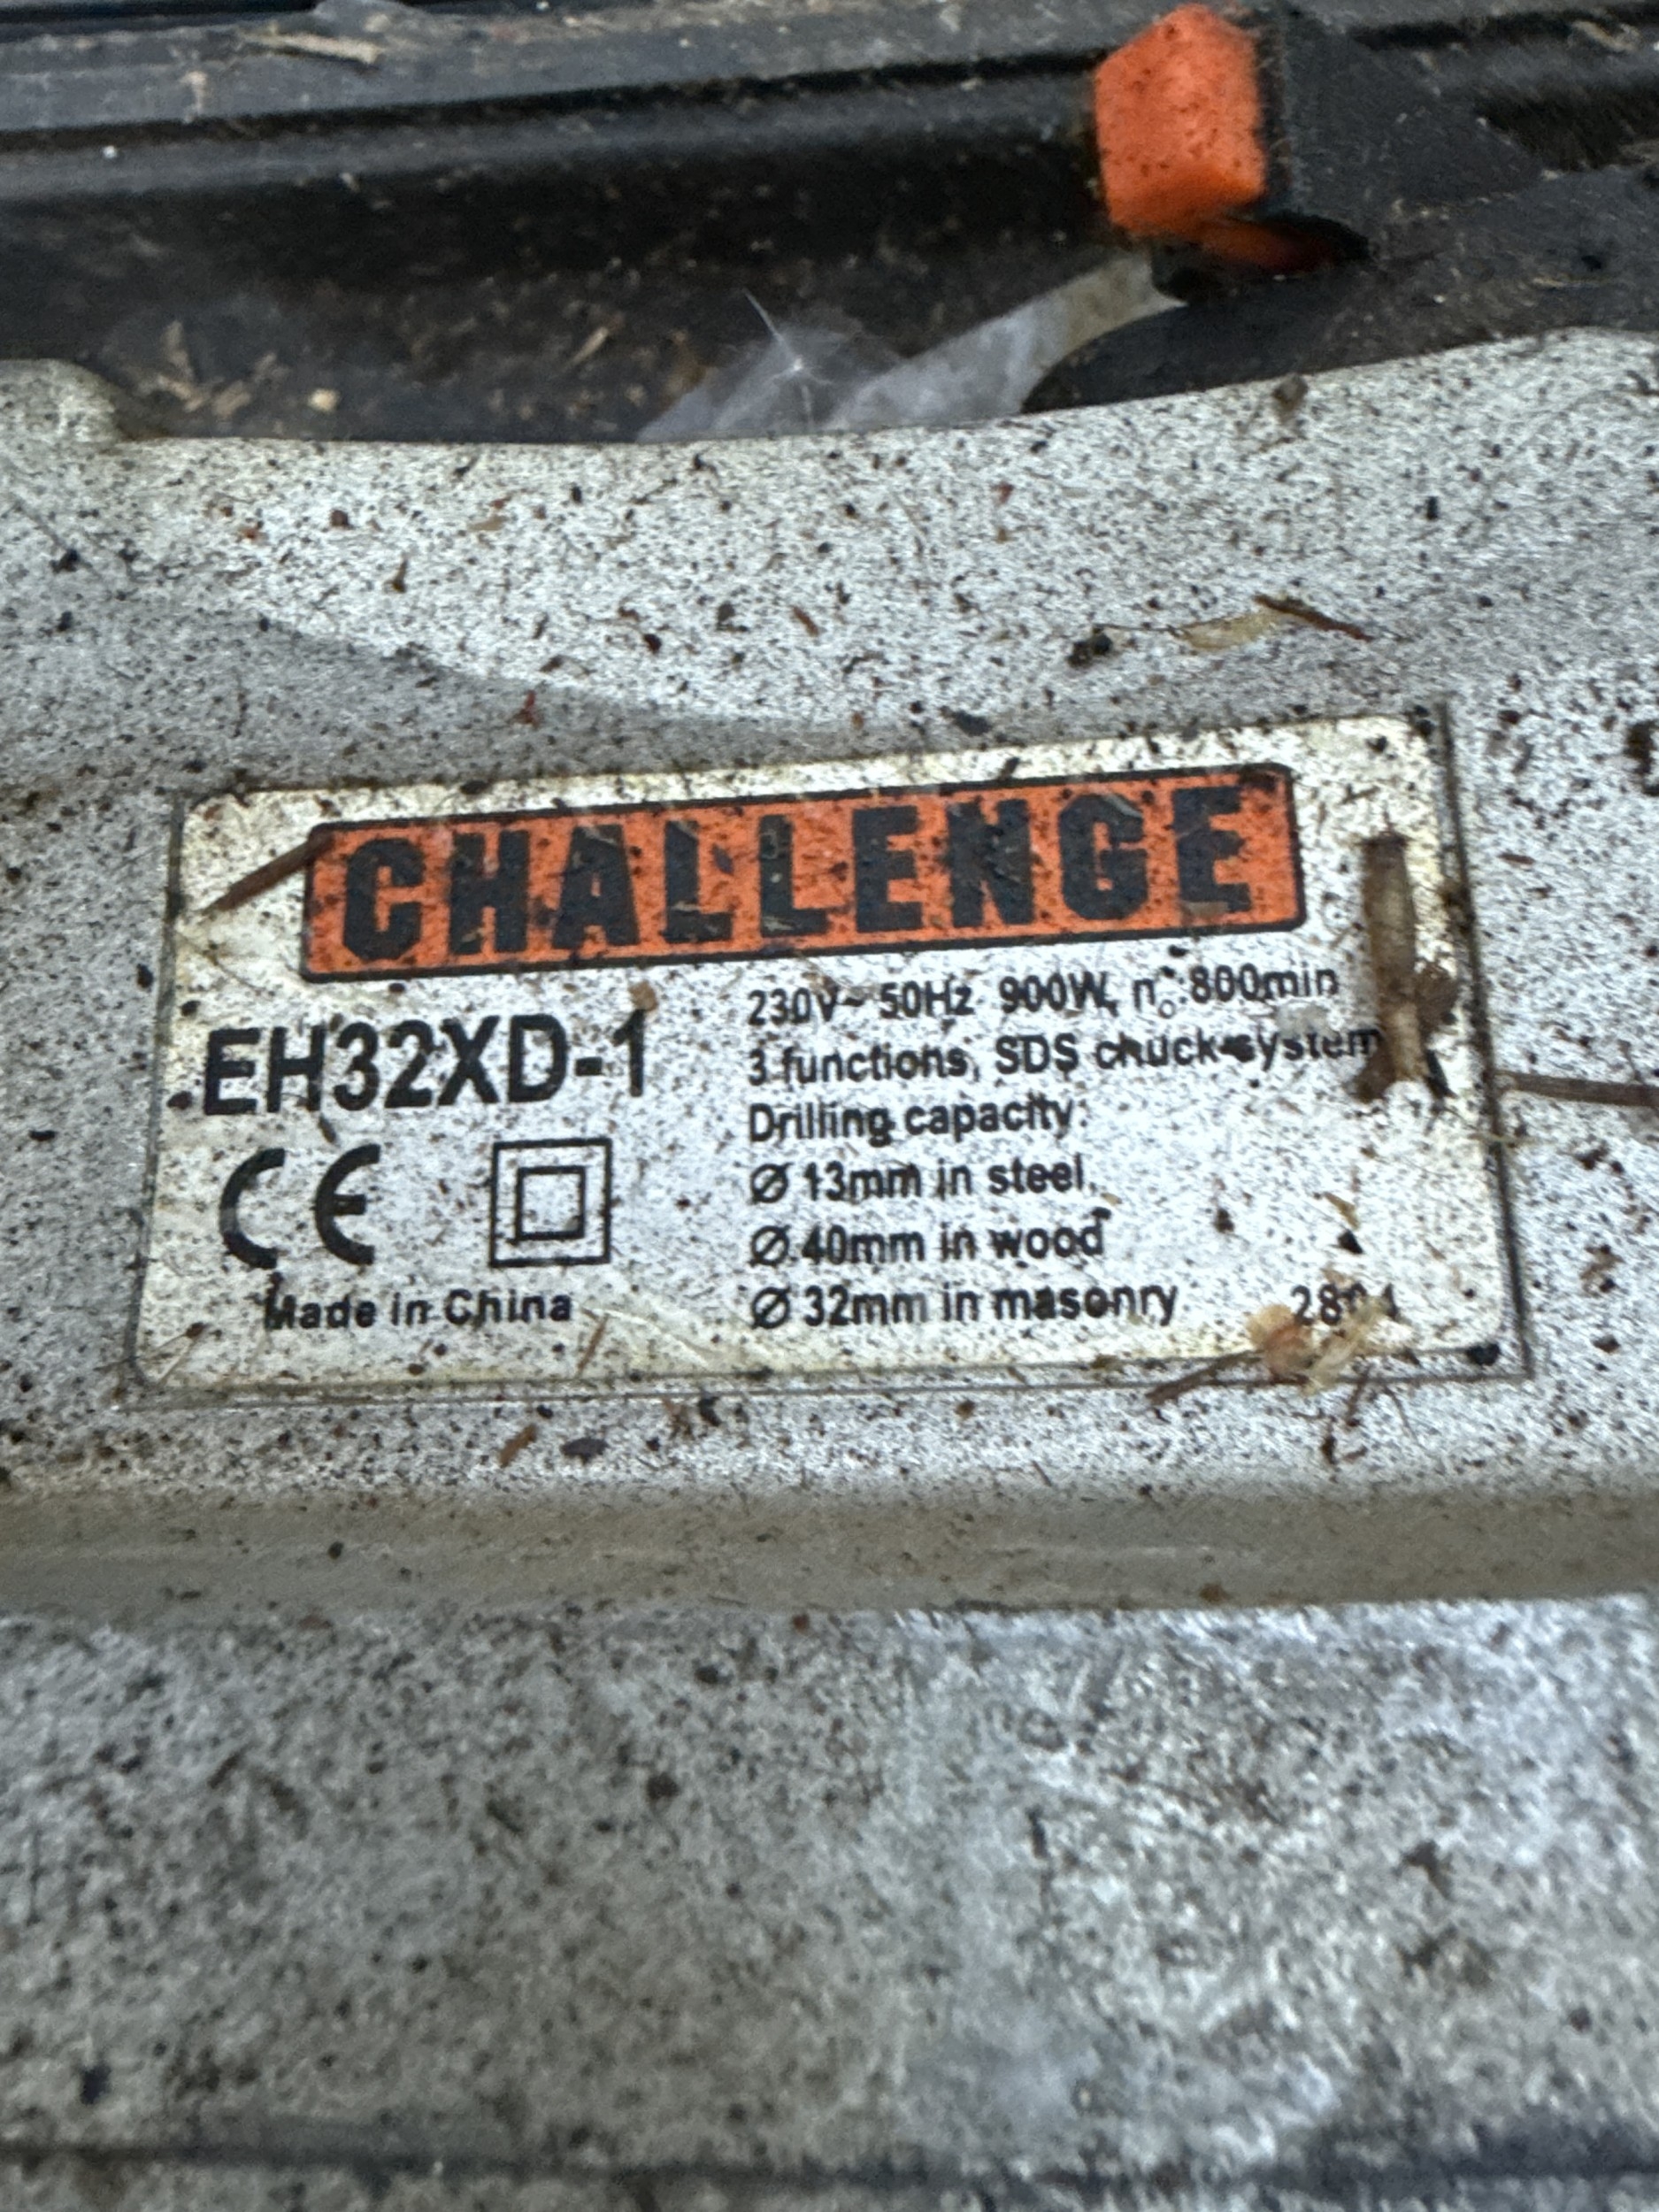 CHALLENGE
EH32XD-1
CE
Made in China
230V~ 50Hz 900W, n₀:800min
3 functions, SDS chuck system
Drilling capacity:
Ø 13mm in steel,
Ø 40mm in wood
Ø 32mm in masonry